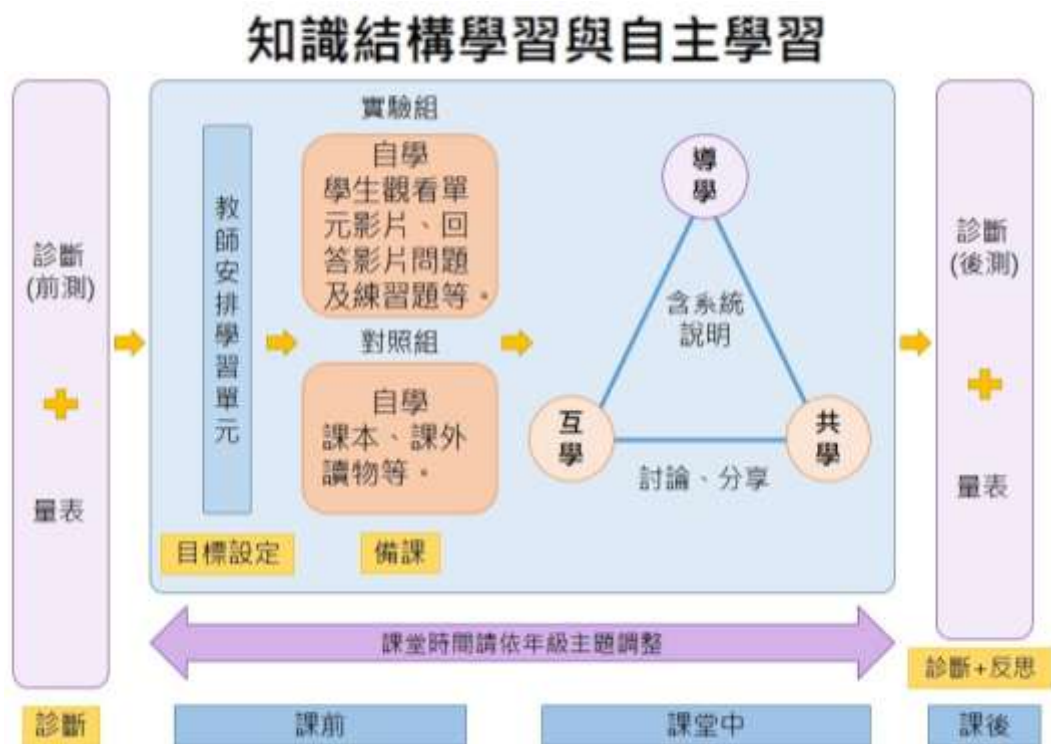 知識結構學習與自主學習
診斷
(前測)
量表
診斷
教師安排學習單元
目標設定
實驗組
自學
學生觀看單
元影片、回
答影片問題
及練習題等。
對照組
自學
課本、課外
讀物等。
備課
導學
含系統
說明
互學
共學
討論、分享
課堂時間請依年級主題調整
課前
課堂中
診斷
(後測)
量表
診斷+反思
課後